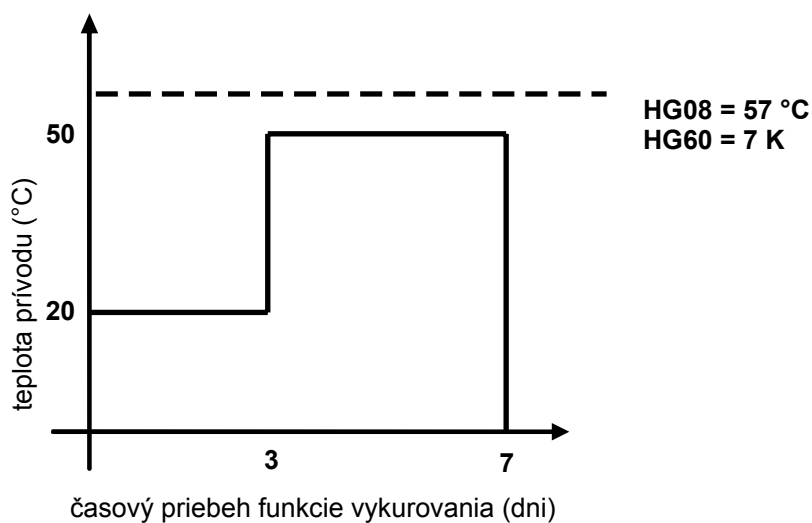 HG08 = 57 °C
HG60 = 7 K
50
20
teplota prívodu (°C)
3
7
časový priebeh funkcie vykurovania (dni)